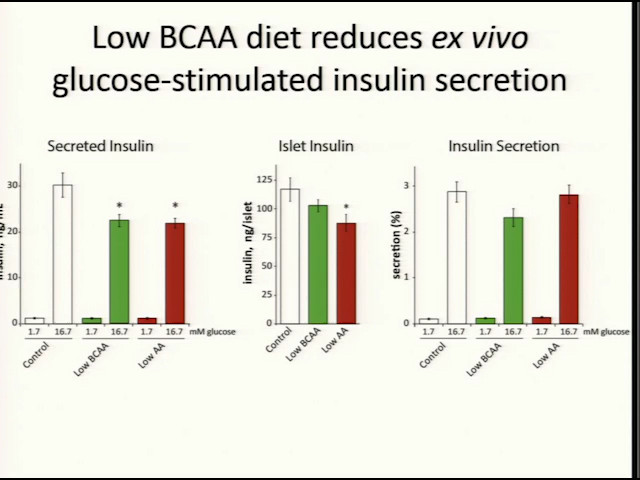 Low BCAA diet reduces ex vivo
glucose-stimulated insulin secretion
Secreted Insulin
Islet Insulin
Insulin Secretion
30
20
10
0
1.7 16.7 1.7 16.7 1.7 16.7 mM glucose
Control Low BCAA Low AA
* *
insulin, ng/islet
125
100
75
50
25
0
*
Control Low BCAA Low AA
secretion (%)
3
2
1
0
1.7 16.7 1.7 16.7 1.7 16.7 mM glucose
Control Low BCAA Low AA